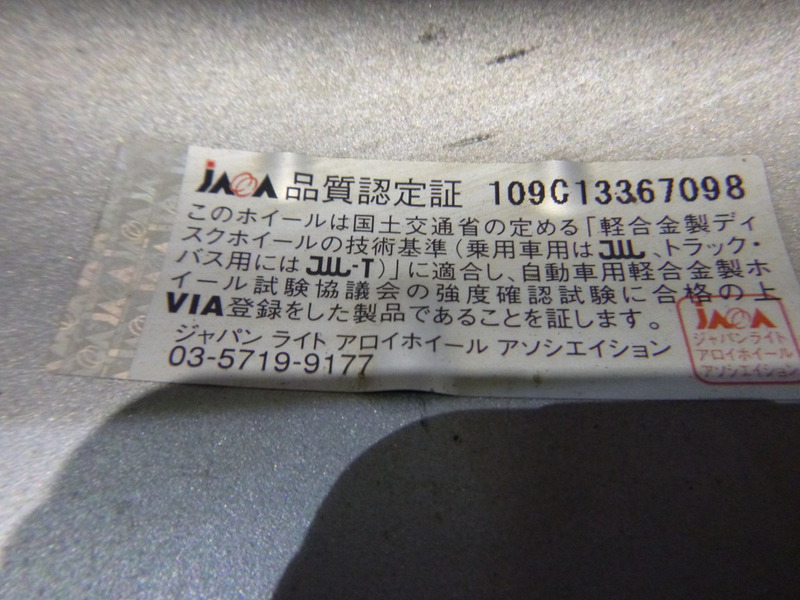 JAWA 品質認定証 109C13367098
このホイールは国土交通省の定める「軽合金製ディ
スクホイールの技術基準（乗用車用はJWL、トラック・
バス用にはJWL-T）」に適合し、自動車用軽合金製ホ
イール試験協議会の強度確認試験に合格の上
VIA登録をした製品であることを証します。
ジャパン ライト アロイホイール アソシエイション
03-5719-9177
JAWA
ジャパンライト
アロイホイール
アソシエイション